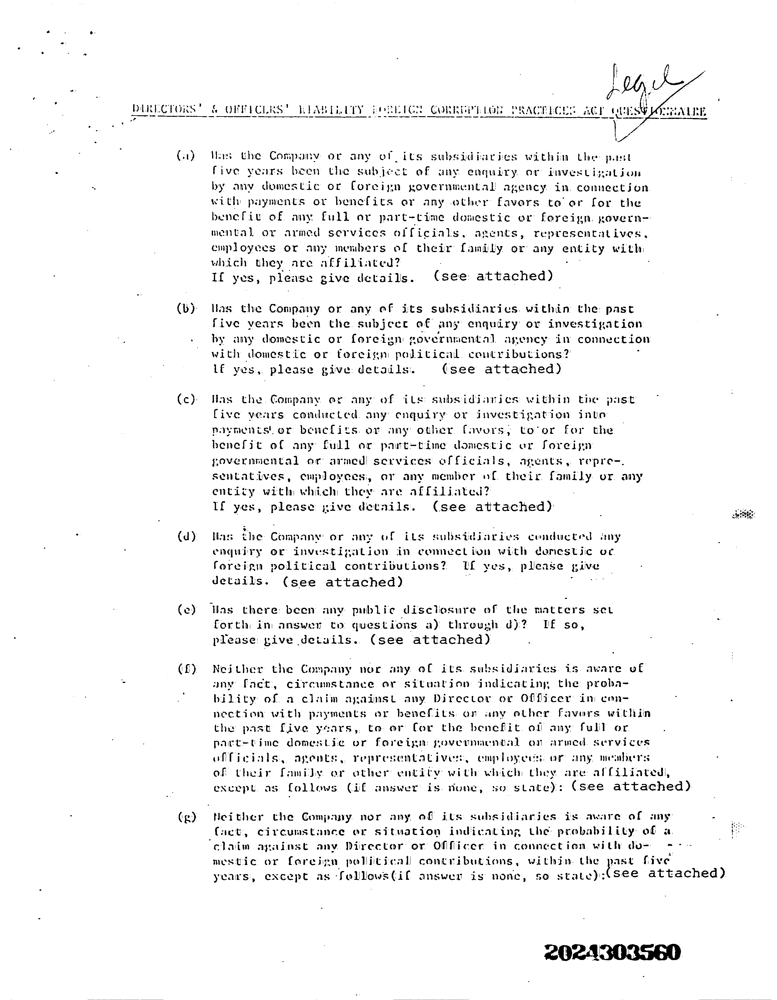 Legal
DIRECTORS' & OFFICERS' LIABILITY FOREIGN CORRUPTION PRACTICES ACT QUESTIONNAIRE
(a) Has the Company or any of its subsidiaries within the past
five years been the subject of any enquiry or investigation
by any domestic or foreign governmental agency in connection
with payments or benefits or any other favors to or for the
benefit of any full or part-time domestic or foreign govern-
mental or armed services officials, agents, representatives,
employees or any members of their family or any entity with
which they are affiliated?
If yes, please give details. (see attached)
(b) Has the Company or any of its subsidiaries within the past
five years been the subject of any enquiry or investigation
by any domestic or foreign governmental agency in connection
with domestic or foreign political contributions?
If yes, please give details. (see attached)
(c) Has the Company or any of its subsidiaries within the past
five years conducted any enquiry or investigation into
payments or benefits or any other favors, to or for the
benefit of any full or part-time domestic or foreign
governmental or armed services officials, agents, repre-
sentatives, employees, or any member of their family or any
entity with which they are affiliated?
If yes, please give details. (see attached)
(d) Has the Company or any of its subsidiaries conducted any
enquiry or investigation in connection with domestic or
foreign political contributions? If yes, please give
details. (see attached)
(e) Has there been any public disclosure of the matters set
forth in answer to questions a) through d)? If so,
please give details. (see attached)
(f) Neither the Company nor any of its subsidiaries is aware of
any fact, circumstance or situation indicating the proba-
bility of a claim against any Director or Officer in con-
nection with payments or benefits or any other favors within
the past five years, to or for the benefit of any full or
part-time domestic or foreign governmental or armed services
officials, agents, representatives, employees or any members
of their family or other entity with which they are affiliated,
except as follows (if answer is none, so state): (see attached)
(g) Neither the Company nor any of its subsidiaries is aware of any
fact, circumstance or situation indicating the probability of a
claim against any Director or Officer in connection with do-
mestic or foreign political contributions, within the past five
years, except as follows(if answer is none, so state):(see attached)
2024303560